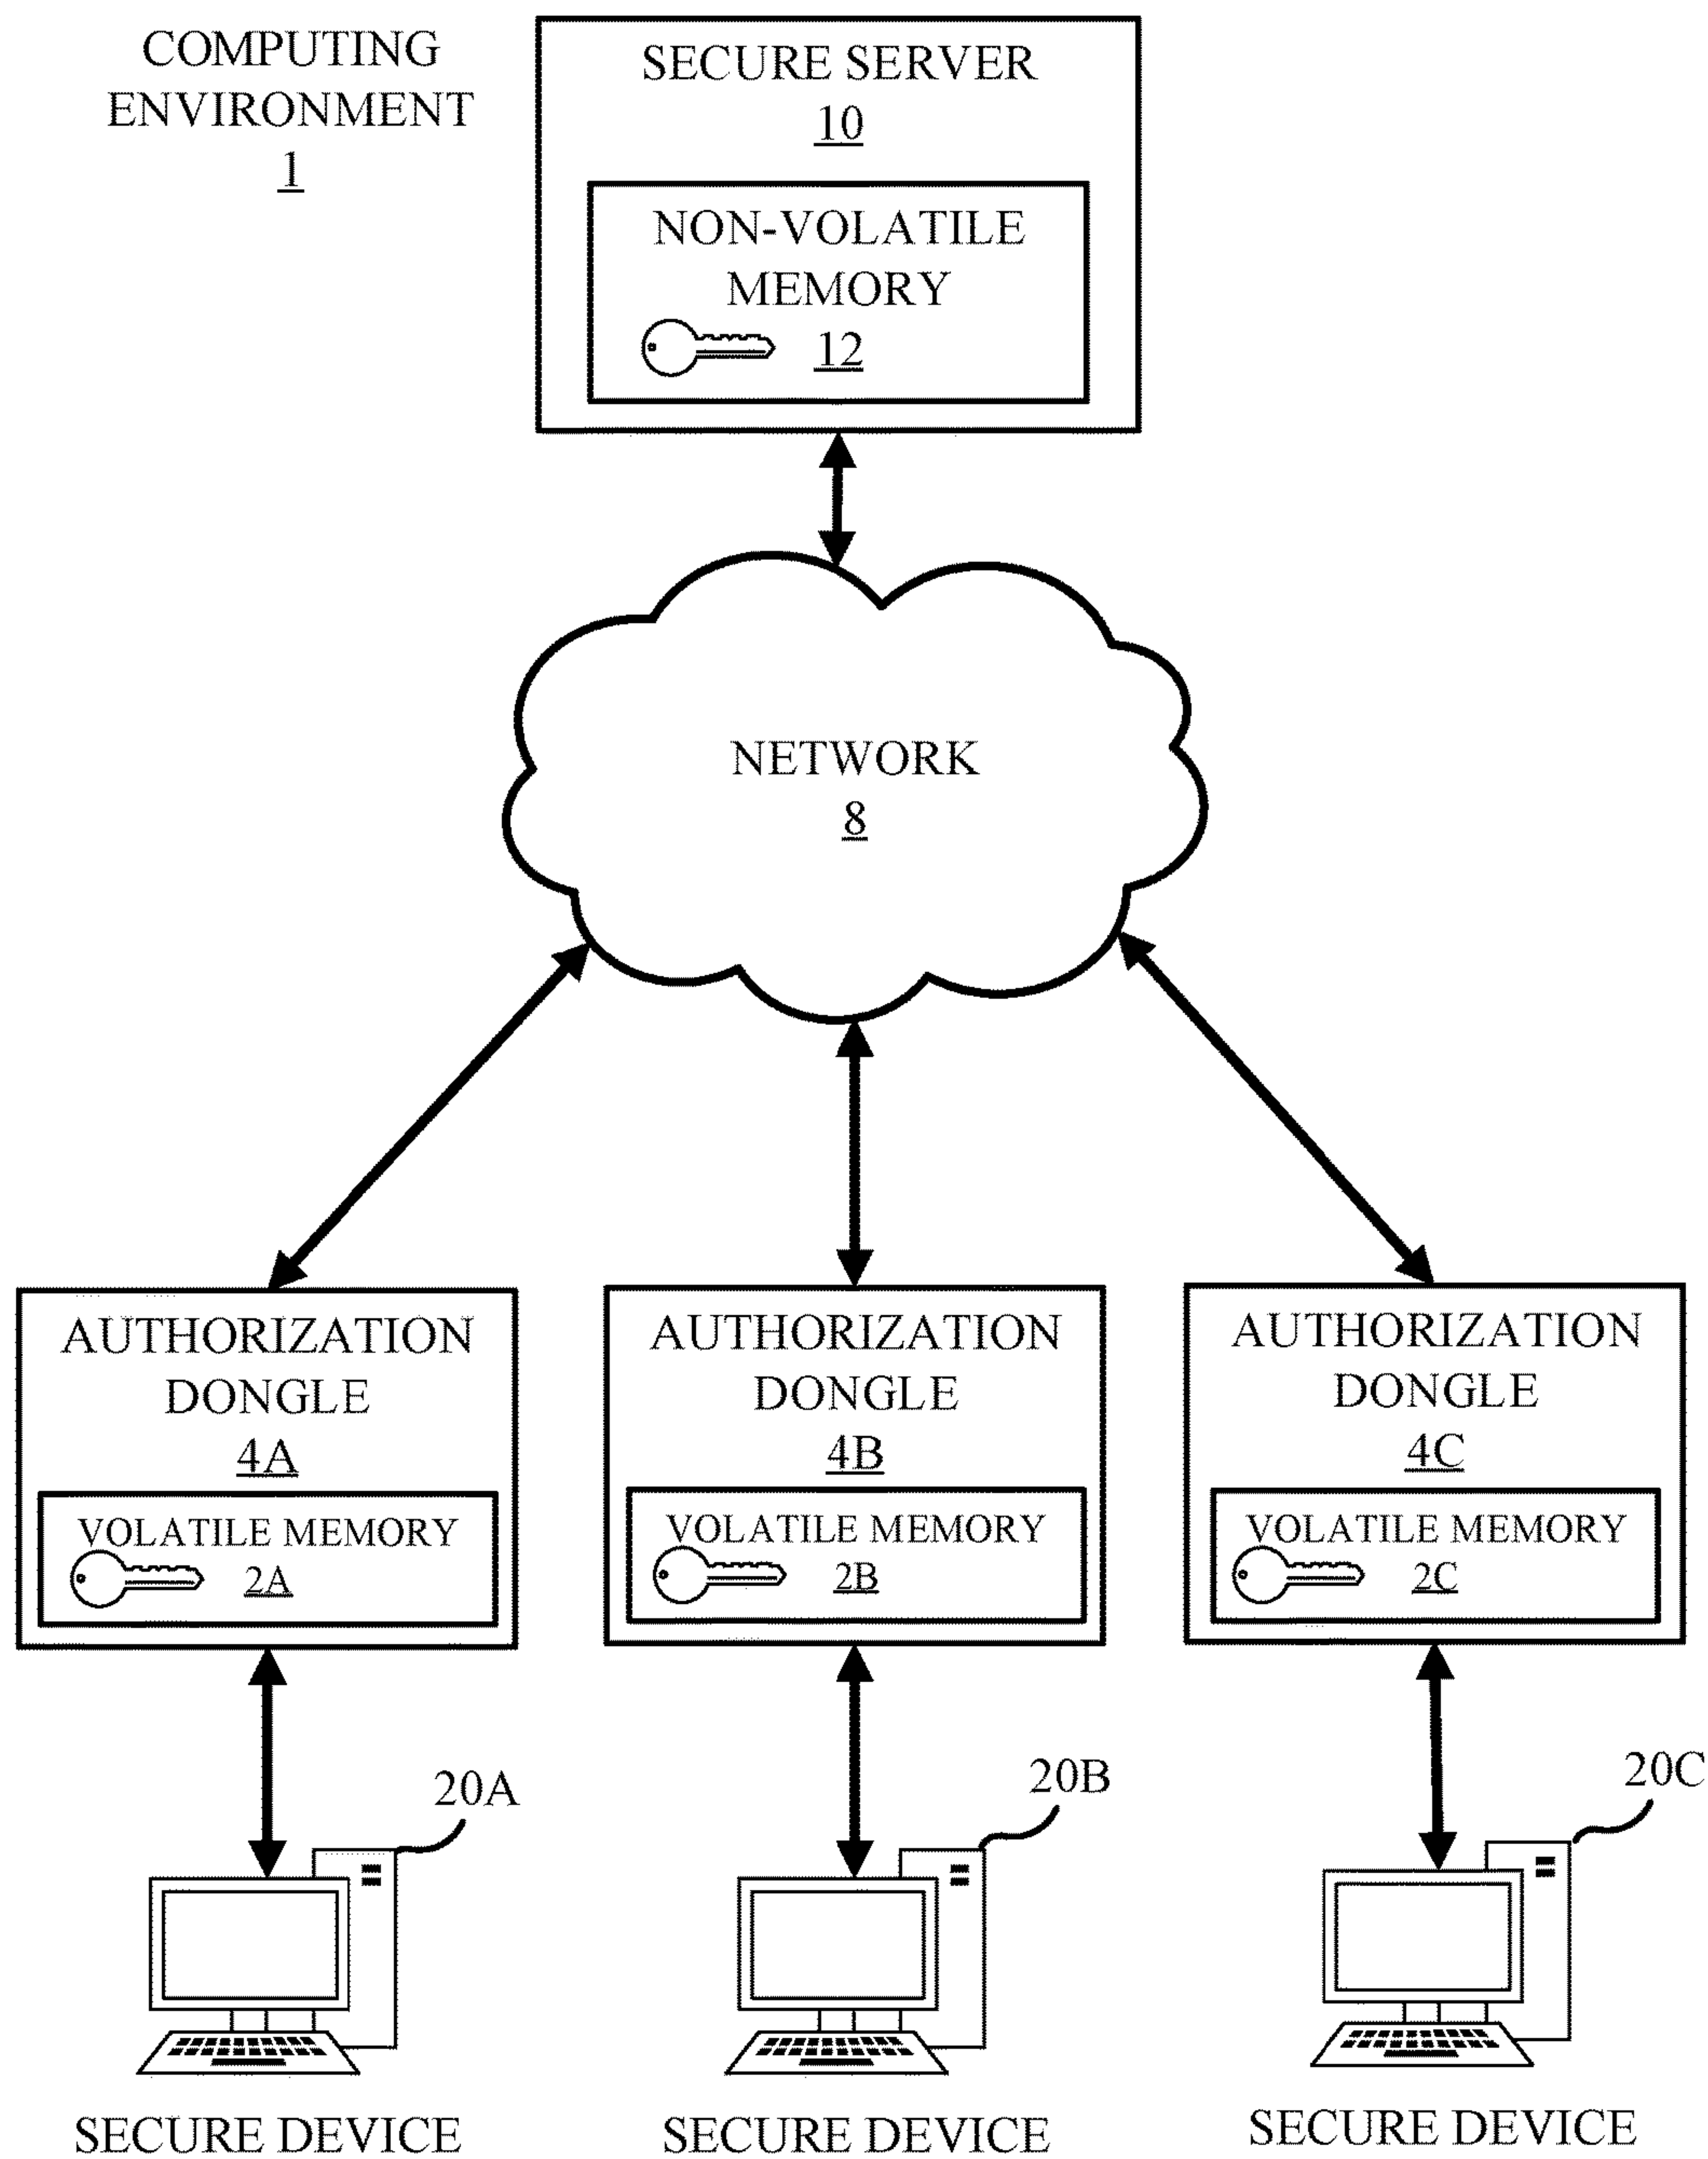 COMPUTING
ENVIRONMENT
1
SECURE SERVER
10
NON-VOLATILE
MEMORY
12
NETWORK
8
AUTHORIZATION
DONGLE
4A
VOLATILE MEMORY
2A
AUTHORIZATION
DONGLE
4B
VOLATILE MEMORY
2B
AUTHORIZATION
DONGLE
4C
VOLATILE MEMORY
2C
20A
20B
20C
SECURE DEVICE
SECURE DEVICE
SECURE DEVICE